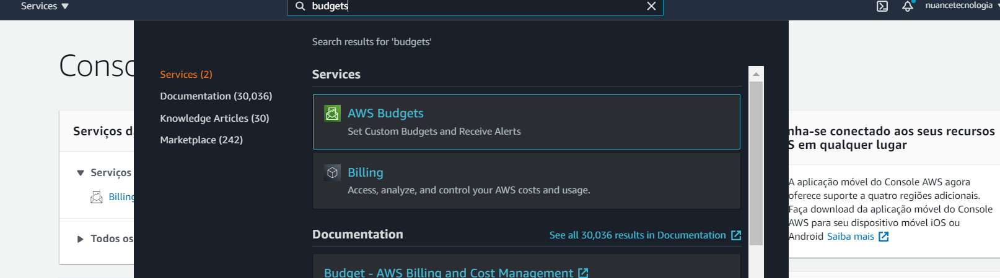 Services
budgets
nuancetecnologia
Search results for 'budgets'
Services (2)
Documentation (30,036)
Knowledge Articles (30)
Marketplace (242)
Services
AWS Budgets
Set Custom Budgets and Receive Alerts
Billing
Access, analyze, and control your AWS costs and usage.
Documentation
See all 30,036 results in Documentation
Budget - AWS Billing and Cost Management
Conso
Serviços d
Serviços
Billing
Todos os
nha-se conectado aos seus recursos
S em qualquer lugar
A aplicação móvel do Console AWS agora
oferece suporte a quatro regiões adicionais.
Faça download da aplicação móvel do Console
AWS para seu dispositivo móvel iOS ou
Android Saiba mais